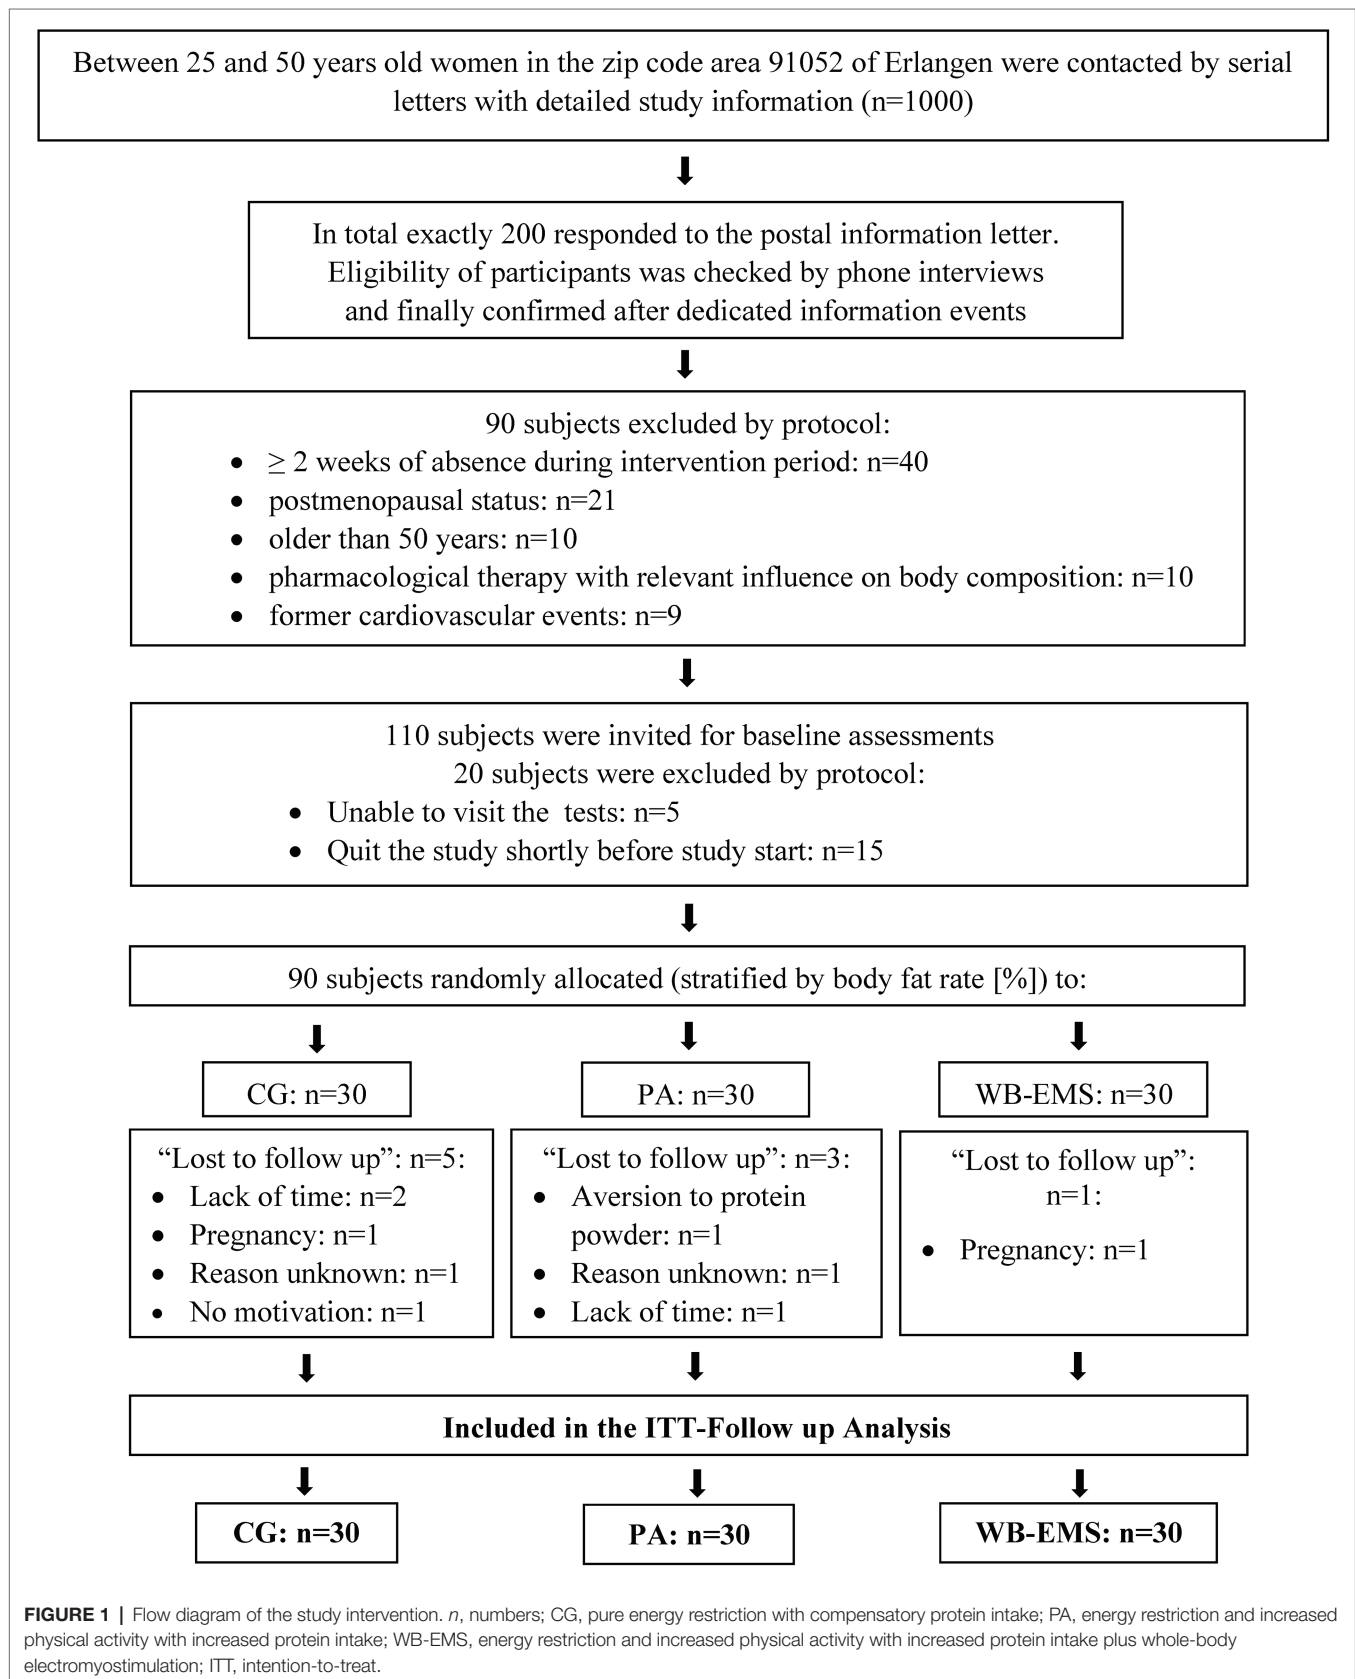 Between 25 and 50 years old women in the zip code area 91052 of Erlangen were contacted by serial
letters with detailed study information (n=1000)
In total exactly 200 responded to the postal information letter.
Eligibility of participants was checked by phone interviews
and finally confirmed after dedicated information events
90 subjects excluded by protocol:
• ≥ 2 weeks of absence during intervention period: n=40
• postmenopausal status: n=21
• older than 50 years: n=10
• pharmacological therapy with relevant influence on body composition: n=10
• former cardiovascular events: n=9
110 subjects were invited for baseline assessments
20 subjects were excluded by protocol:
• Unable to visit the tests: n=5
• Quit the study shortly before study start: n=15
90 subjects randomly allocated (stratified by body fat rate [%]) to:
CG: n=30
PA: n=30
WB-EMS: n=30
“Lost to follow up”: n=5:
• Lack of time: n=2
• Pregnancy: n=1
• Reason unknown: n=1
• No motivation: n=1
“Lost to follow up”: n=3:
• Aversion to protein
powder: n=1
• Reason unknown: n=1
• Lack of time: n=1
“Lost to follow up”:
n=1:
• Pregnancy: n=1
Included in the ITT-Follow up Analysis
CG: n=30
PA: n=30
WB-EMS: n=30
FIGURE 1 | Flow diagram of the study intervention. n, numbers; CG, pure energy restriction with compensatory protein intake; PA, energy restriction and increased
physical activity with increased protein intake; WB-EMS, energy restriction and increased physical activity with increased protein intake plus whole-body
electromyostimulation; ITT, intention-to-treat.